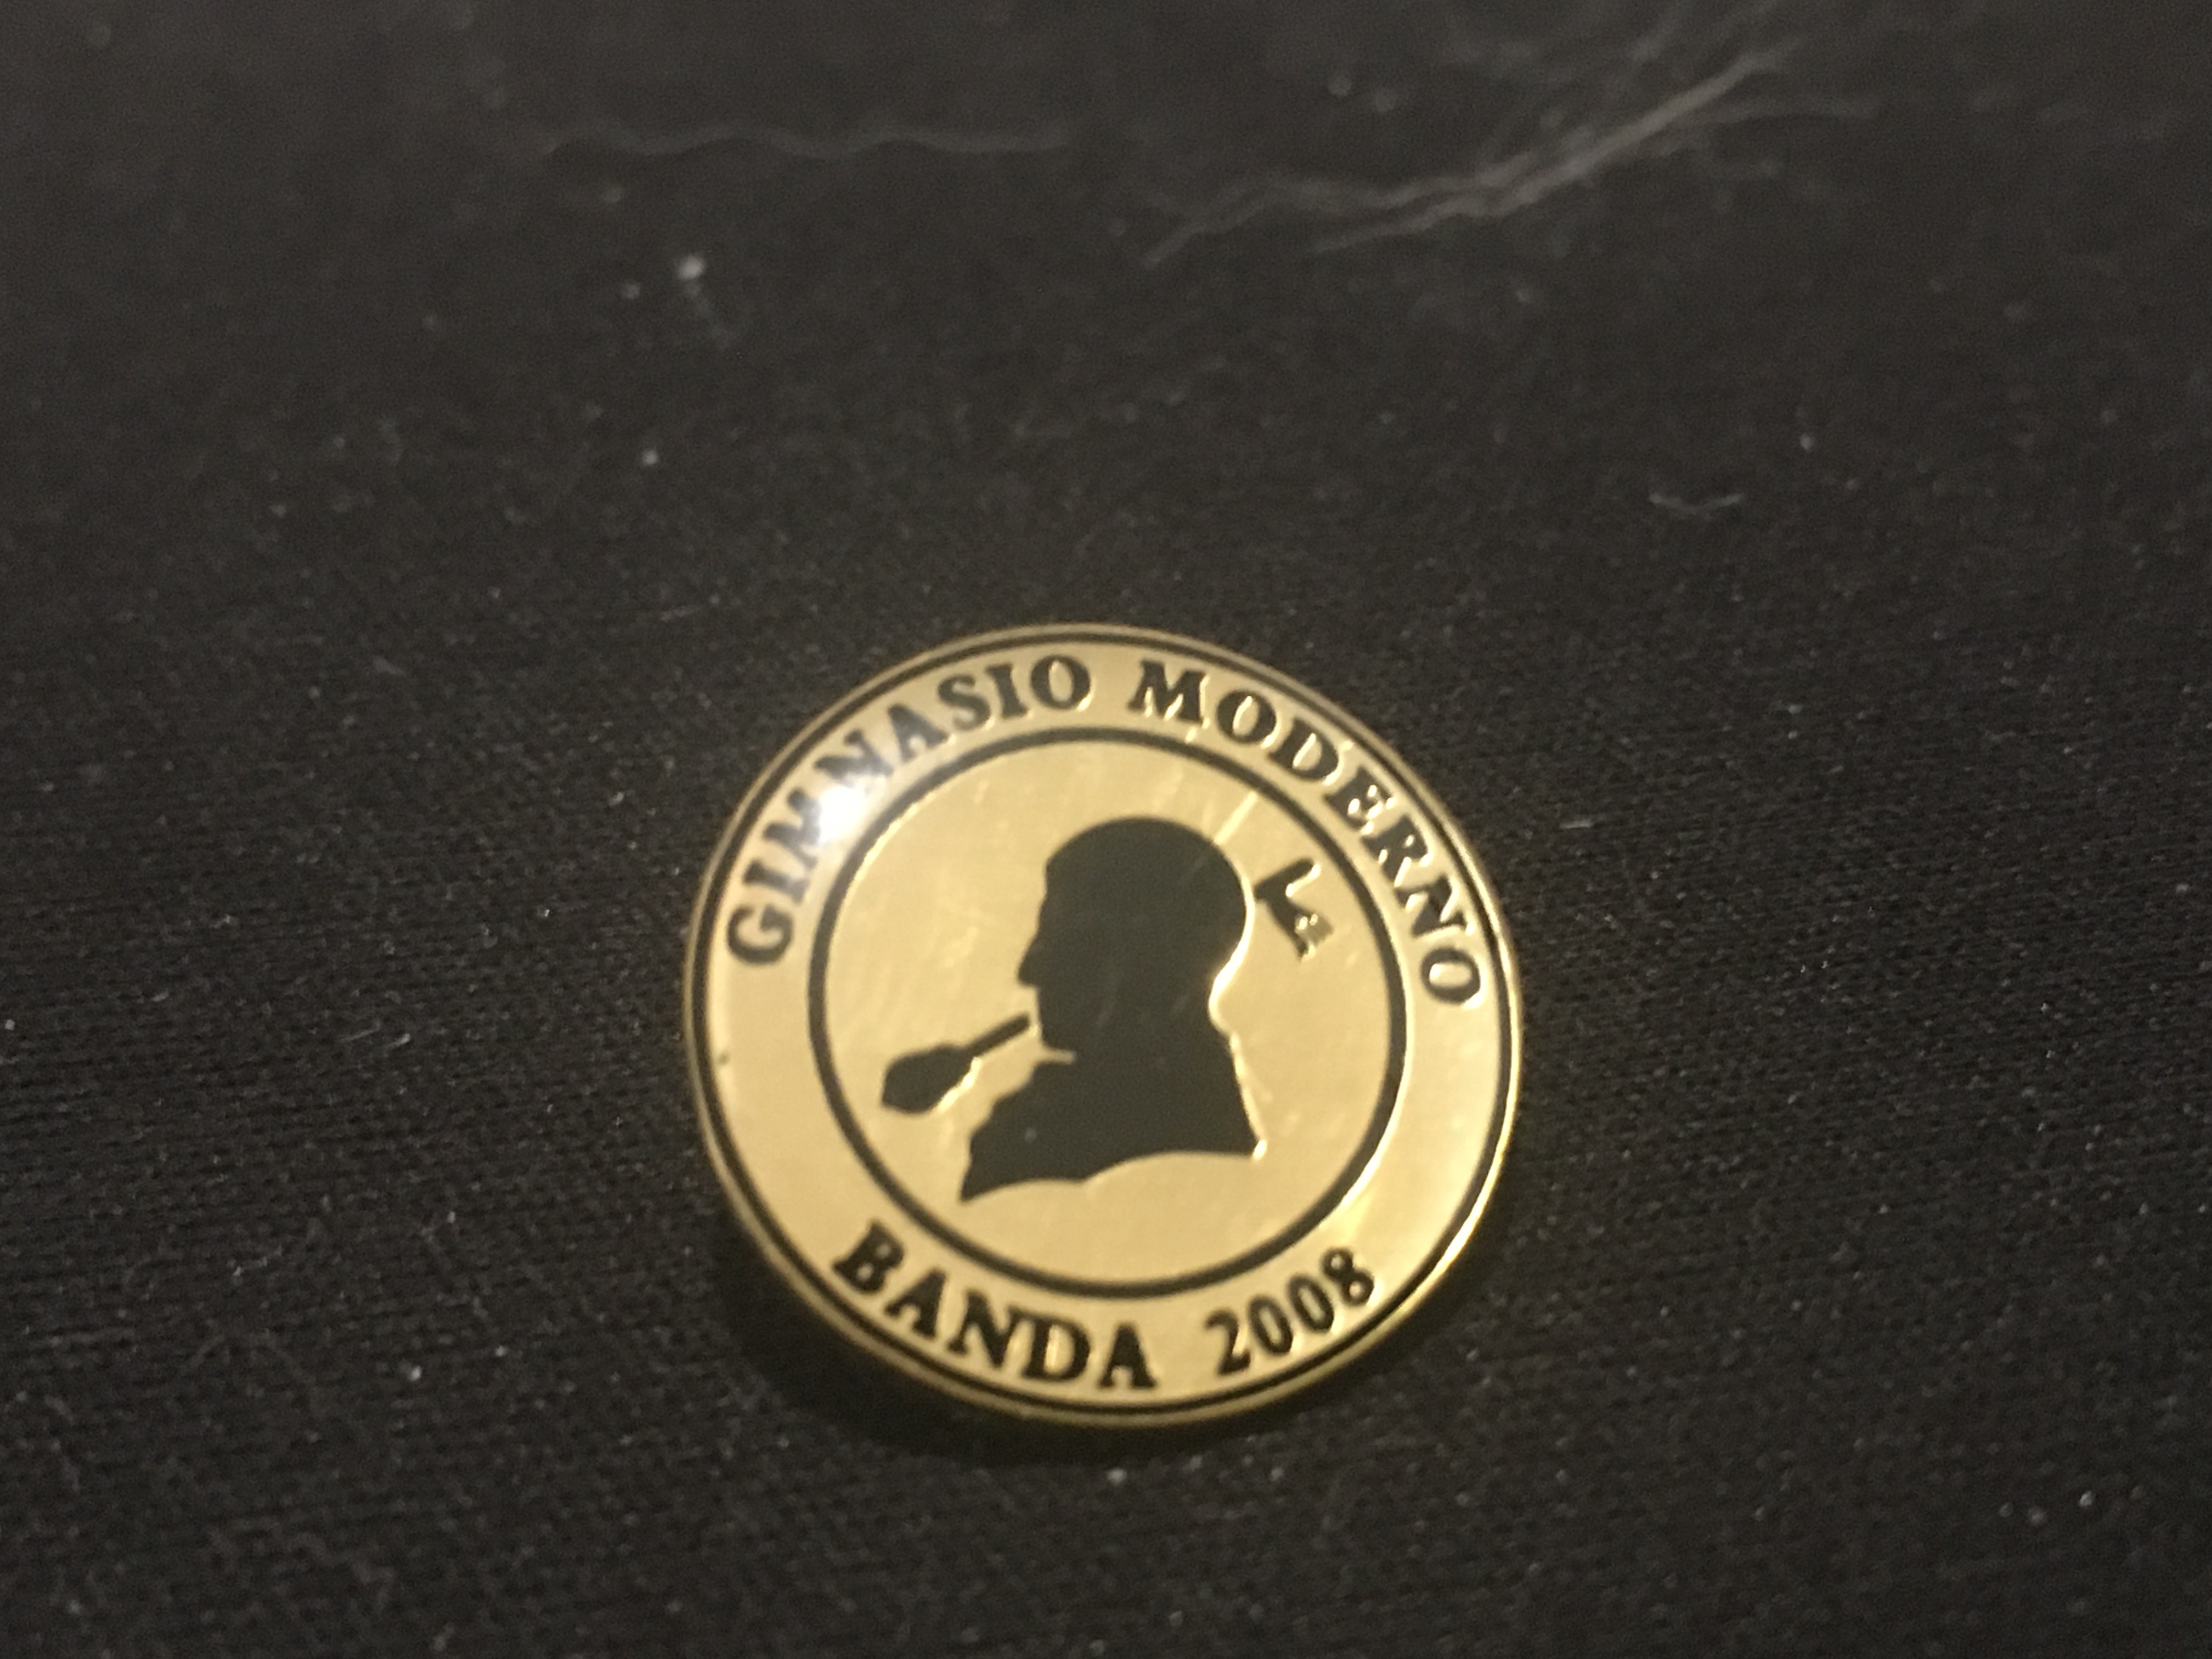 GIMNASIO MODERNO
BANDA 2008